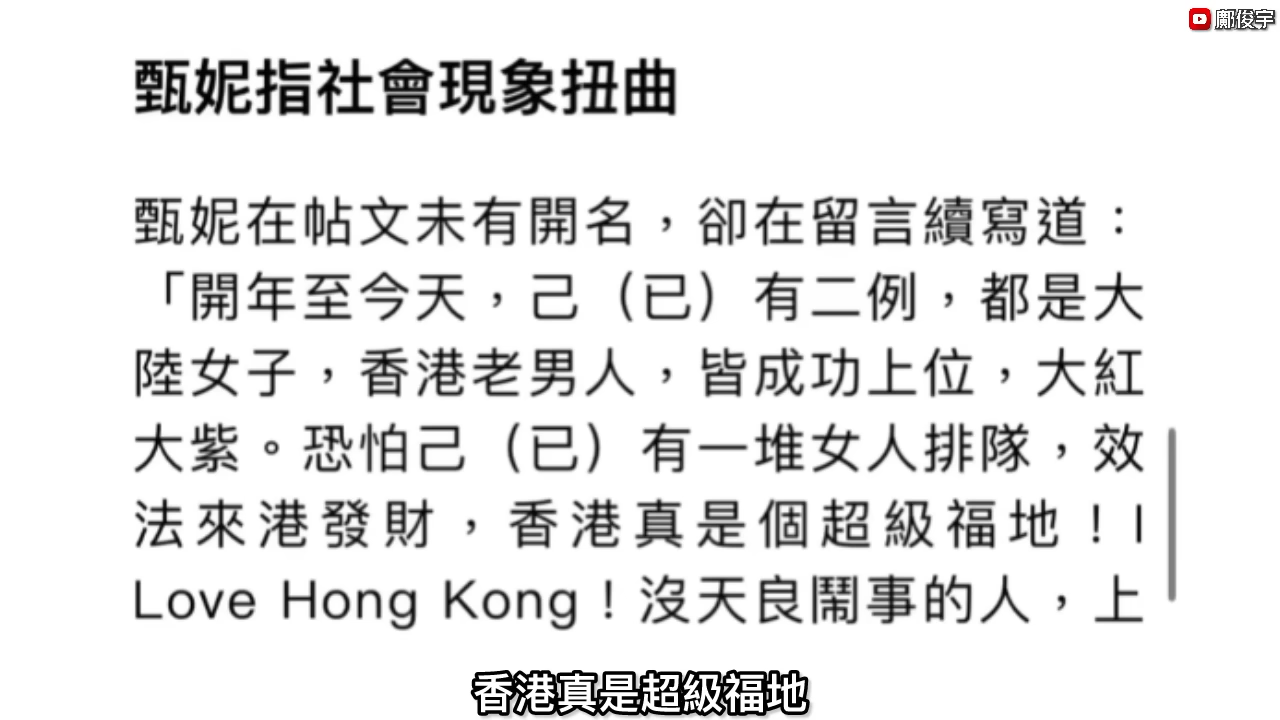 鄺俊宇
甄妮指社會現象扭曲
甄妮在帖文未有開名，卻在留言續寫道：
「開年至今天，己（已）有二例，都是大
陸女子，香港老男人，皆成功上位，大紅
大紫。恐怕己（已）有一堆女人排隊，效
法來港發財，香港真是個超級福地！I
Love Hong Kong！沒天良鬧事的人，上
香港真是超級福地